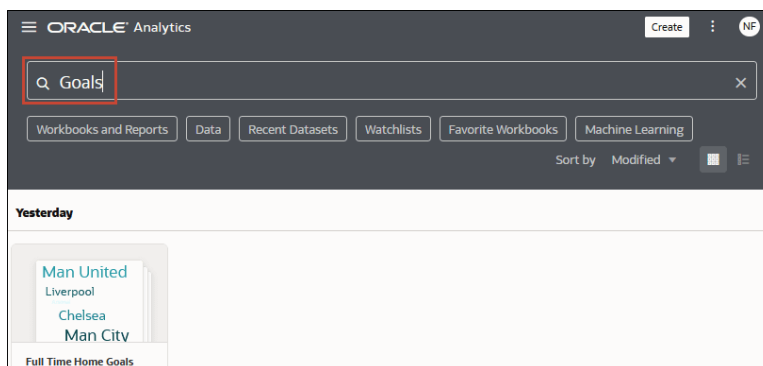 ORACLE Analytics Create NF
Goals
Workbooks and Reports Data Recent Datasets Watchlists Favorite Workbooks Machine Learning
Sort by Modified
Yesterday
Man United
Liverpool
Chelsea
Man City
Full Time Home Goals